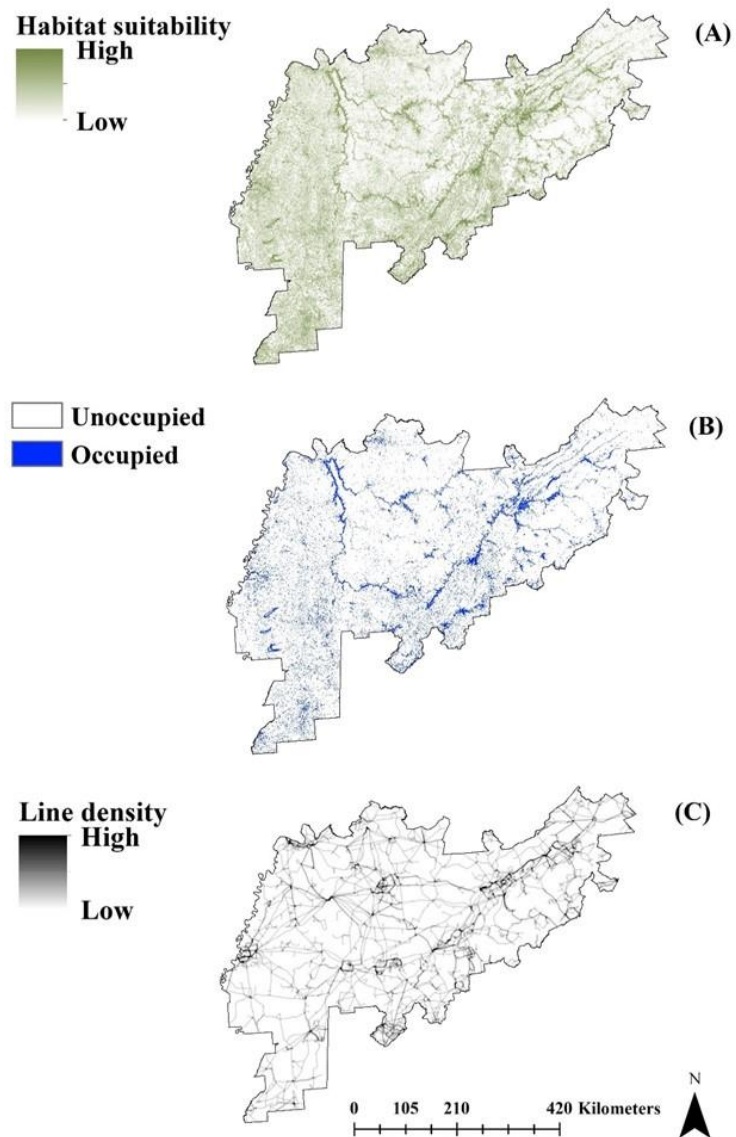 Habitat suitability
High
Low
(A)
Unoccupied
Occupied
(B)
Line density
High
Low
(C)
N
0 105 210 420 Kilometers